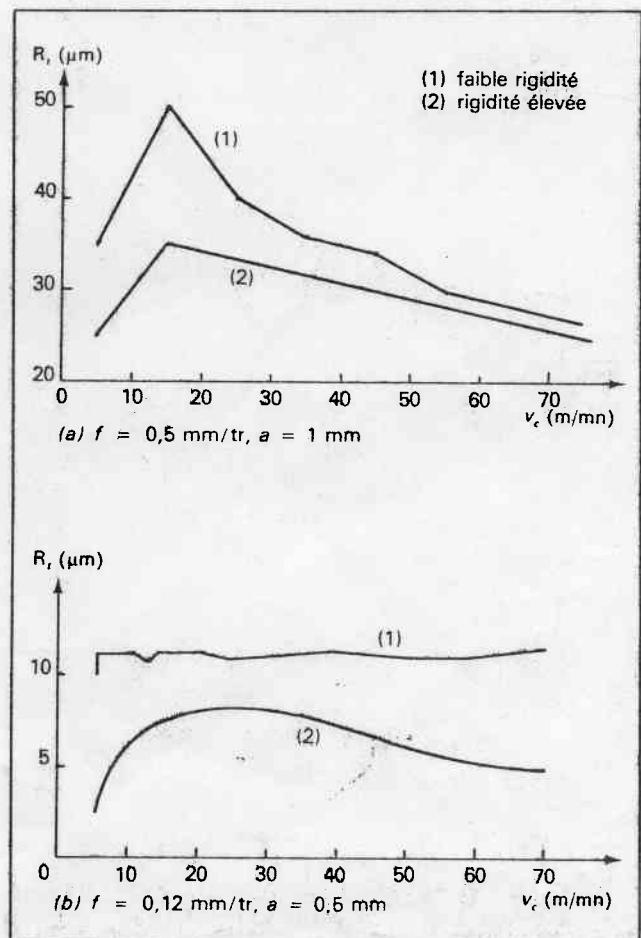 R, (μm)
(1) faible rigidité
(2) rigidité élevée
50
(1)
40
30
(2)
20
0 10 20 30 40 50 60 70
v, (m/mn)
(a) f = 0,5 mm/tr, a = 1 mm
R, (μm)
(1)
10
(2)
5
0
10 20 30 40 50 60 70
(b) f = 0,12 mm/tr, a = 0,5 mm
v, (m/mn)